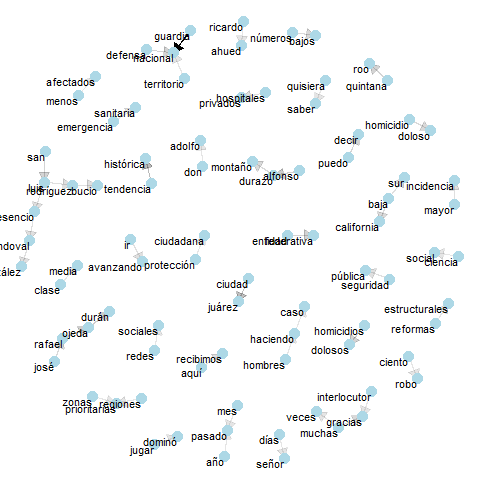 guardia
ricardo
números
bajos
defensa
nacional
ahued
territorio
roo
quintana
afectados
menos
privados
hospitales
quisiera
saber
sanitaria
emergencia
homicidio
doloso
decir
puedo
adolfo
don
san
luis
rodríguez
bucio
histórica
tendencia
montaño
durazo
alfonso
sur
baja
california
incidencia
mayor
esencio
ndoval
zález
ir
avanzando
ciudadana
protección
entidad
federativa
social
ciencia
media
clase
pública
seguridad
ciudad
juárez
estructurales
reformas
durán
ojeda
rafael
josé
sociales
redes
caso
haciendo
hombres
homicidios
dolosos
recibimos
aquí
ciento
robo
zonas
prioritarias
regiones
interlocutor
veces
gracias
muchas
mes
pasado
año
dominó
jugar
días
señor